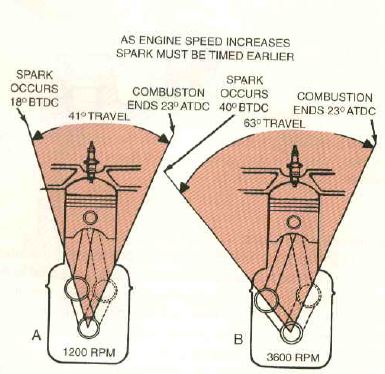 AS ENGINE SPEED INCREASES
SPARK MUST BE TIMED EARLIER
SPARK
OCCURS
18° BTDC
COMBUSTON
ENDS 23° ATDC
41° TRAVEL
SPARK
OCCURS
40° BTDC
COMBUSTION
ENDS 23° ATDC
63° TRAVEL
A
1200 RPM
B
3600 RPM